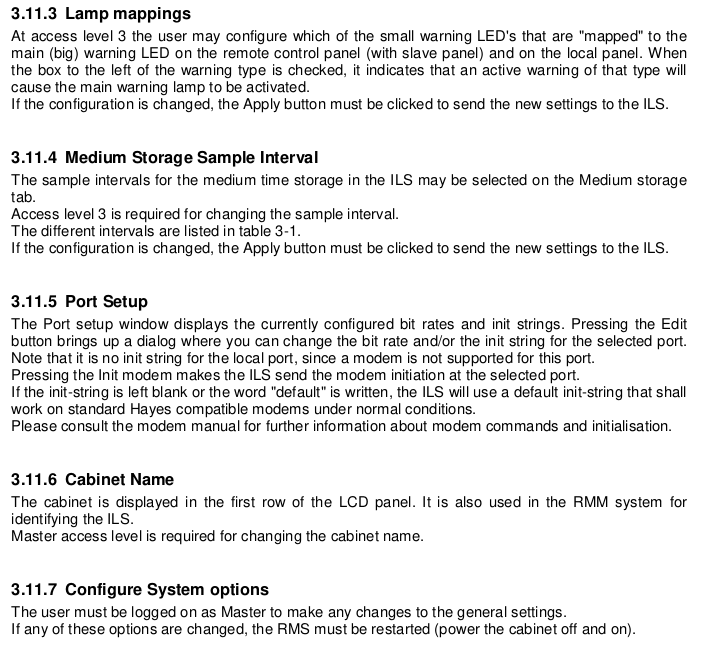 3.11.3 Lamp mappings
At access level 3 the user may configure which of the small warning LED's that are "mapped" to the
main (big) warning LED on the remote control panel (with slave panel) and on the local panel. When
the box to the left of the warning type is checked, it indicates that an active warning of that type will
cause the main warning lamp to be activated.
If the configuration is changed, the Apply button must be clicked to send the new settings to the ILS.
3.11.4 Medium Storage Sample Interval
The sample intervals for the medium time storage in the ILS may be selected on the Medium storage
tab.
Access level 3 is required for changing the sample interval.
The different intervals are listed in table 3-1.
If the configuration is changed, the Apply button must be clicked to send the new settings to the ILS.
3.11.5 Port Setup
The Port setup window displays the currently configured bit rates and init strings. Pressing the Edit
button brings up a dialog where you can change the bit rate and/or the init string for the selected port.
Note that it is no init string for the local port, since a modem is not supported for this port.
Pressing the Init modem makes the ILS send the modem initiation at the selected port.
If the init-string is left blank or the word "default" is written, the ILS will use a default init-string that shall
work on standard Hayes compatible modems under normal conditions.
Please consult the modem manual for further information about modem commands and initialisation.
3.11.6 Cabinet Name
The cabinet is displayed in the first row of the LCD panel. It is also used in the RMM system for
identifying the ILS.
Master access level is required for changing the cabinet name.
3.11.7 Configure System options
The user must be logged on as Master to make any changes to the general settings.
If any of these options are changed, the RMS must be restarted (power the cabinet off and on).